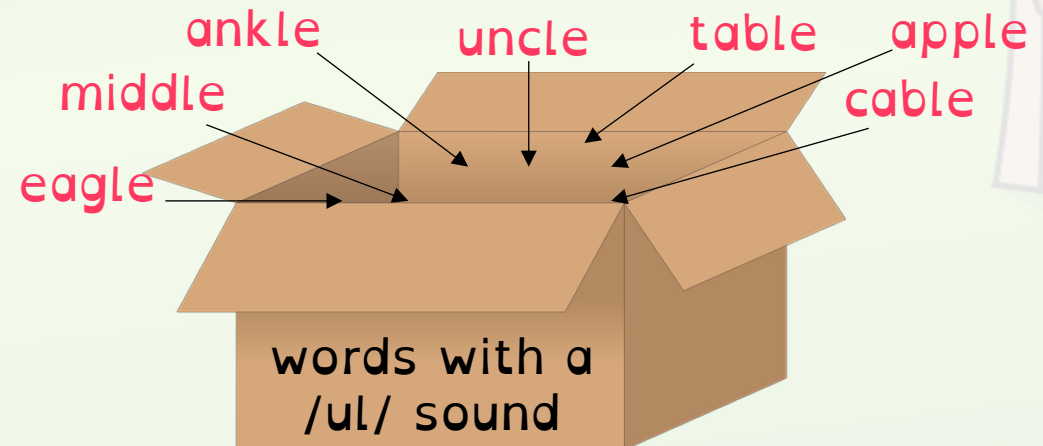 ankle
uncle
table
apple
middle
cable
eagle
words with a
/ul/ sound